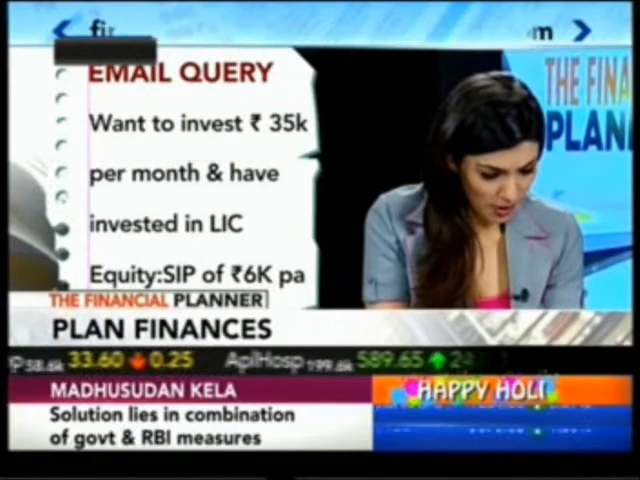 EMAIL QUERY
Want to invest ₹ 35k
per month & have
invested in LIC
Equity:SIP of ₹6K pa
THE FINA
PLAN
THE FINANCIAL PLANNER
PLAN FINANCES
33.60 0.25 AplHosp 199.6k 589.65
MADHUSUDAN KELA
Solution lies in combination
of govt & RBI measures
HAPPY HOLI